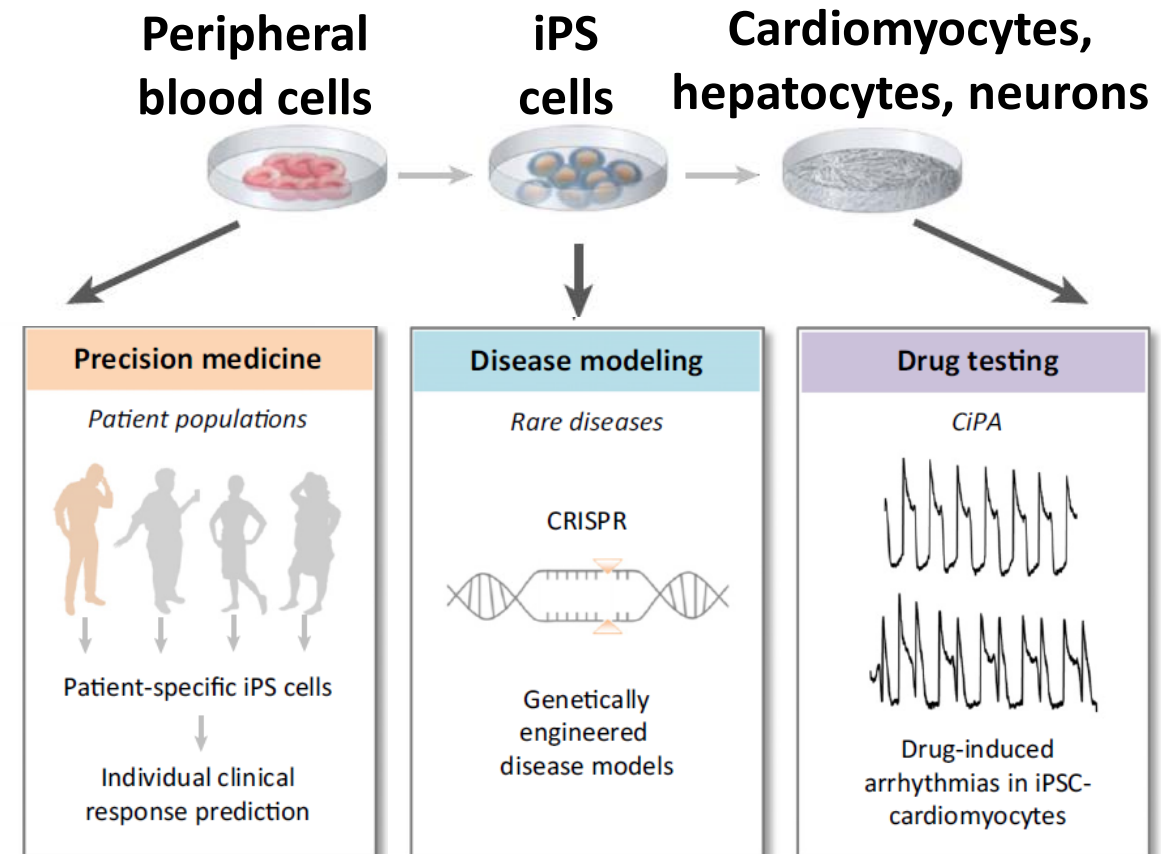 Peripheral
blood cells
iPS
cells
Cardiomyocytes,
hepatocytes, neurons
Precision medicine
Patient populations
Patient-specific iPS cells
Individual clinical
response prediction
Disease modeling
Rare diseases
CRISPR
Genetically
engineered
disease models
Drug testing
CiPA
Drug-induced
arrhythmias in iPSC-
cardiomyocytes